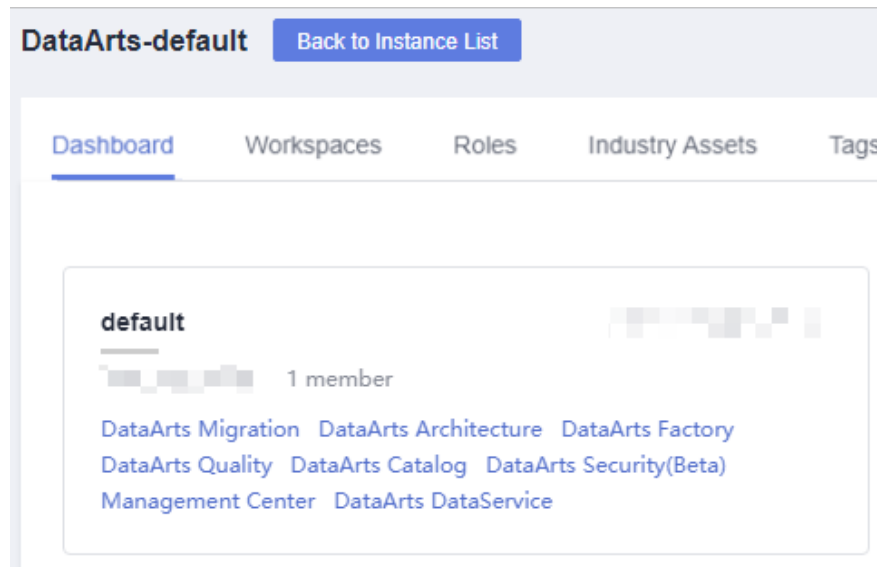 DataArts-default Back to Instance List
Dashboard Workspaces Roles Industry Assets Tags
default
1 member
DataArts Migration DataArts Architecture DataArts Factory
DataArts Quality DataArts Catalog DataArts Security(Beta)
Management Center DataArts DataService